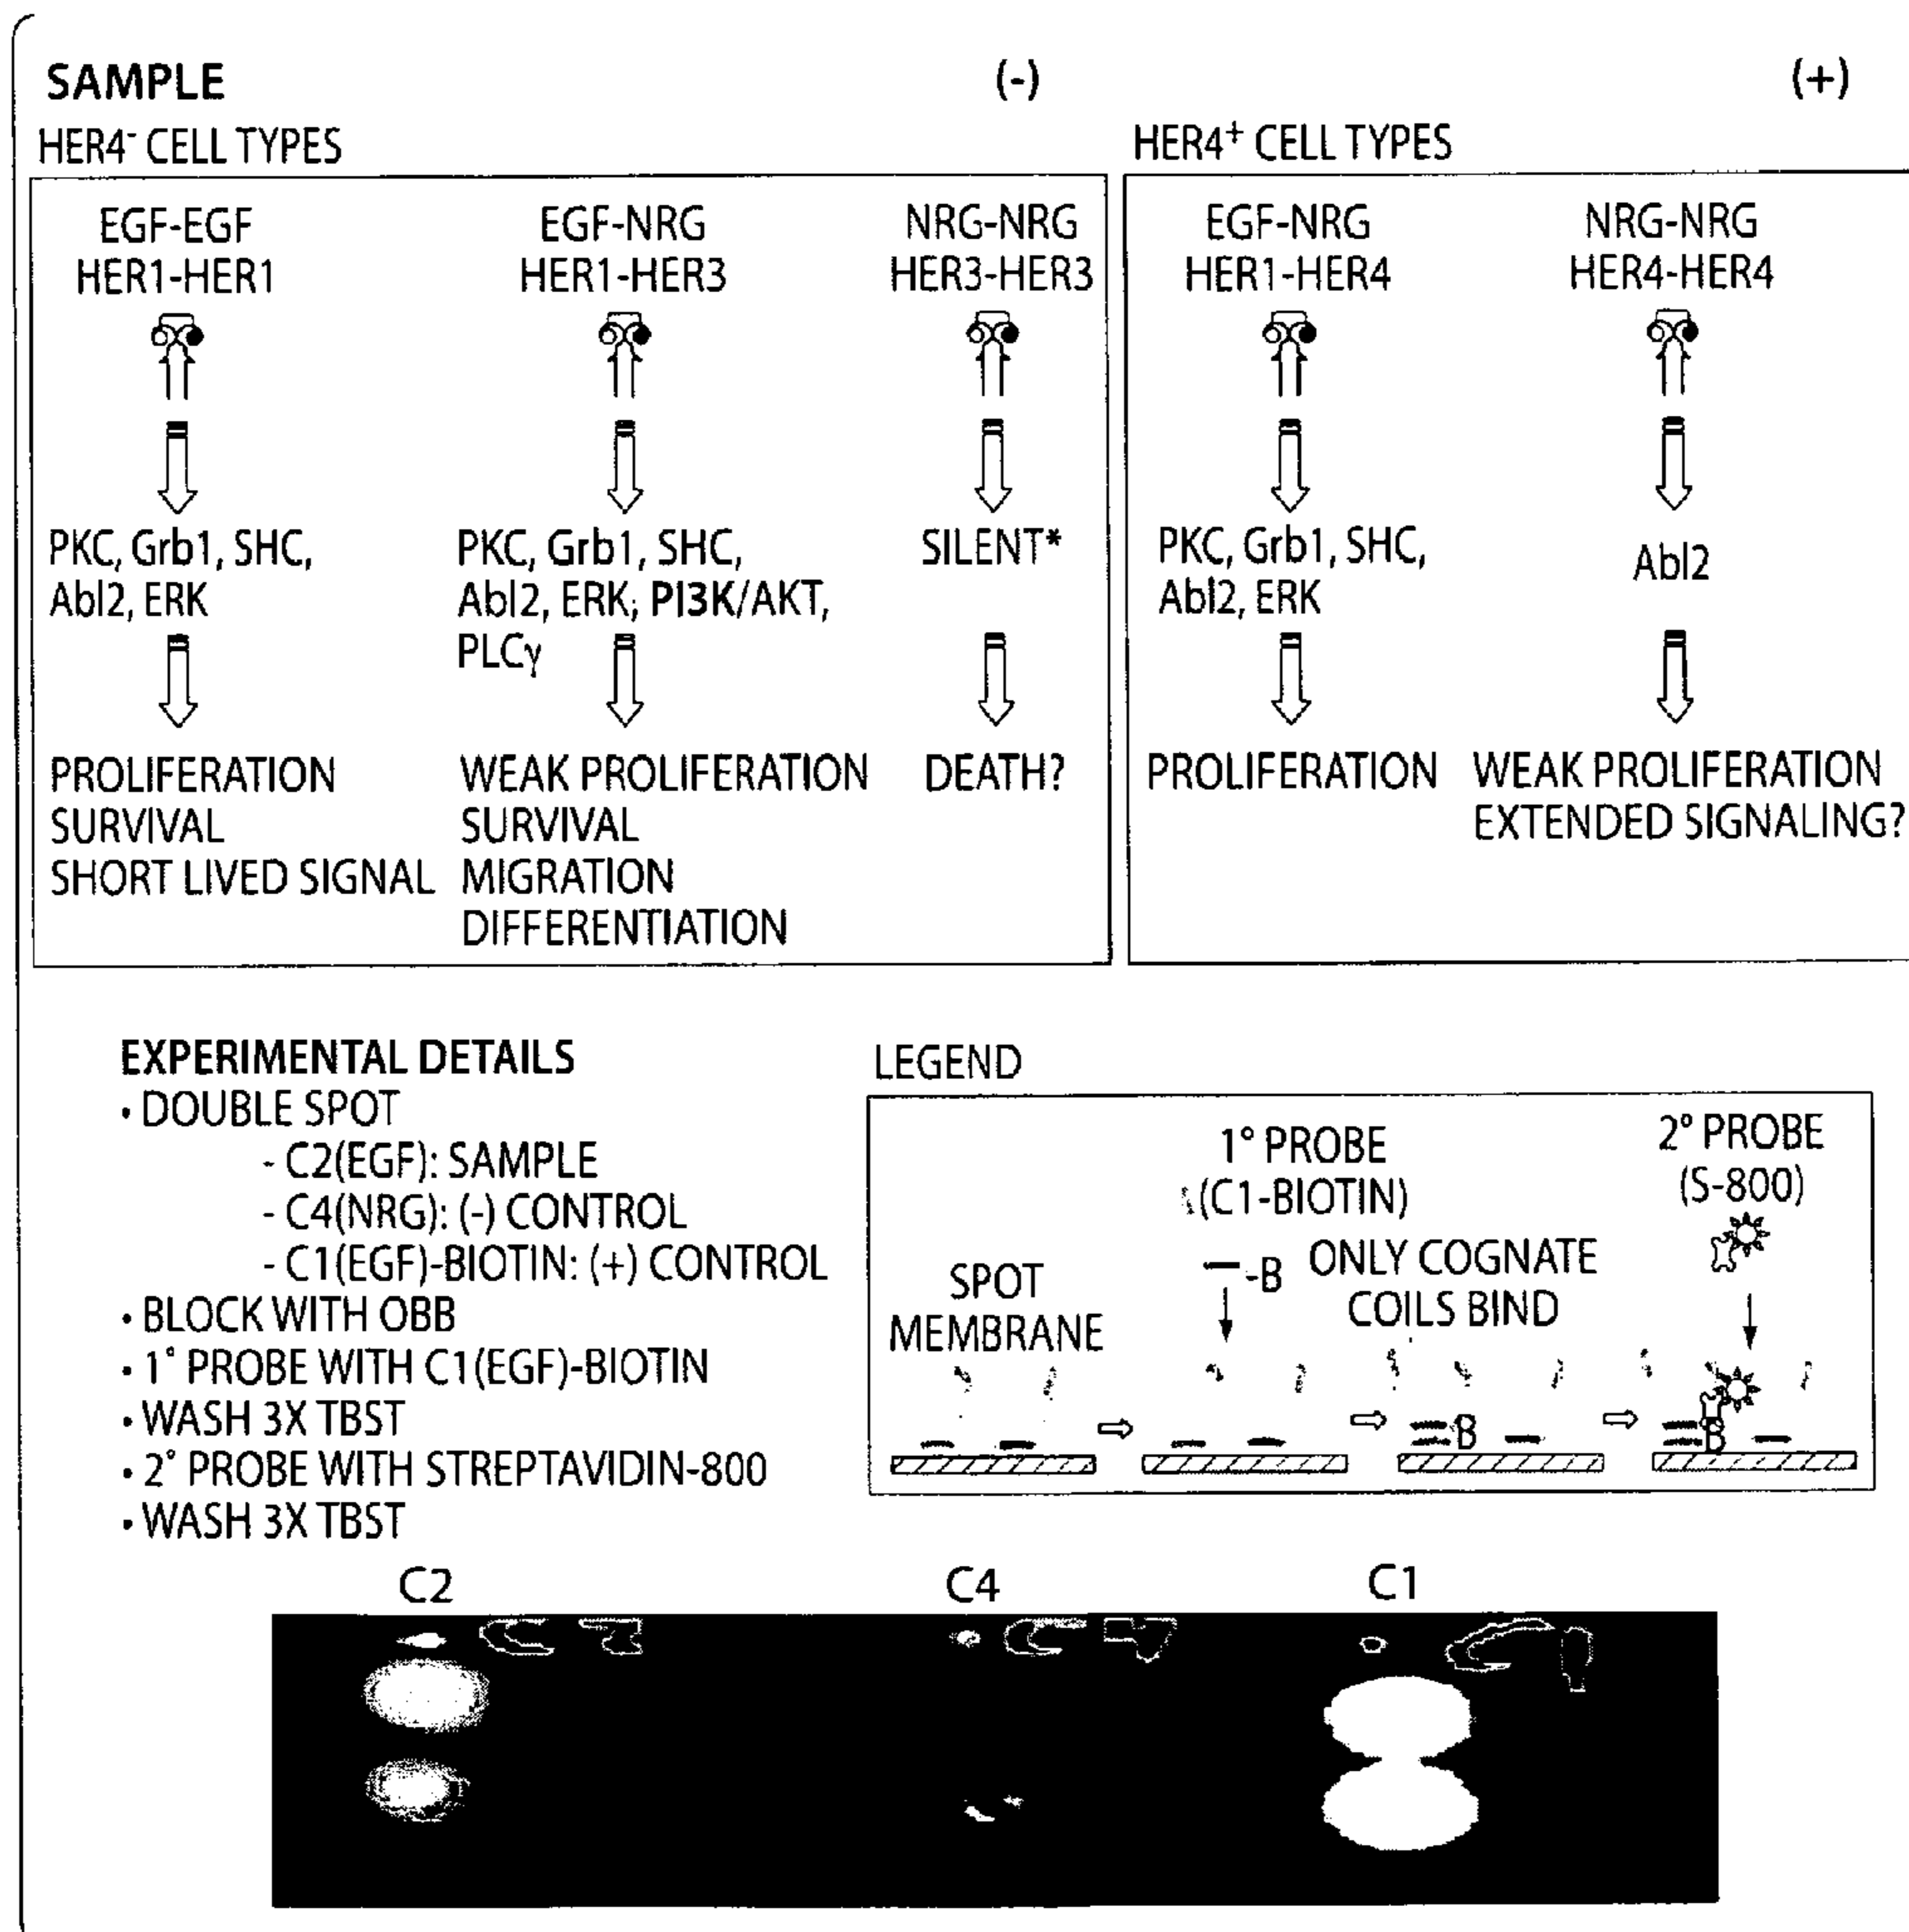 SAMPLE (-) (+)
HER4⁻ CELL TYPES
HER4⁺ CELL TYPES
EGF-EGF
HER1-HER1
EGF-NRG
HER1-HER3
NRG-NRG
HER3-HER3
EGF-NRG
HER1-HER4
NRG-NRG
HER4-HER4
PKC, Grb1, SHC,
Abl2, ERK
PKC, Grb1, SHC,
Abl2, ERK; PI3K/AKT,
PLCγ
SILENT*
PKC, Grb1, SHC,
Abl2, ERK
Abl2
PROLIFERATION
SURVIVAL
SHORT LIVED SIGNAL
WEAK PROLIFERATION
SURVIVAL
MIGRATION
DIFFERENTIATION
DEATH?
PROLIFERATION
WEAK PROLIFERATION
EXTENDED SIGNALING?
EXPERIMENTAL DETAILS
• DOUBLE SPOT
- C2(EGF): SAMPLE
- C4(NRG): (-) CONTROL
- C1(EGF)-BIOTIN: (+) CONTROL
• BLOCK WITH OBB
• 1° PROBE WITH C1(EGF)-BIOTIN
• WASH 3X TBST
• 2° PROBE WITH STREPTAVIDIN-800
• WASH 3X TBST
LEGEND
SPOT
MEMBRANE
1° PROBE
(C1-BIOTIN)
-B
ONLY COGNATE
COILS BIND
2° PROBE
(S-800)
B
B
C2
C4
C1